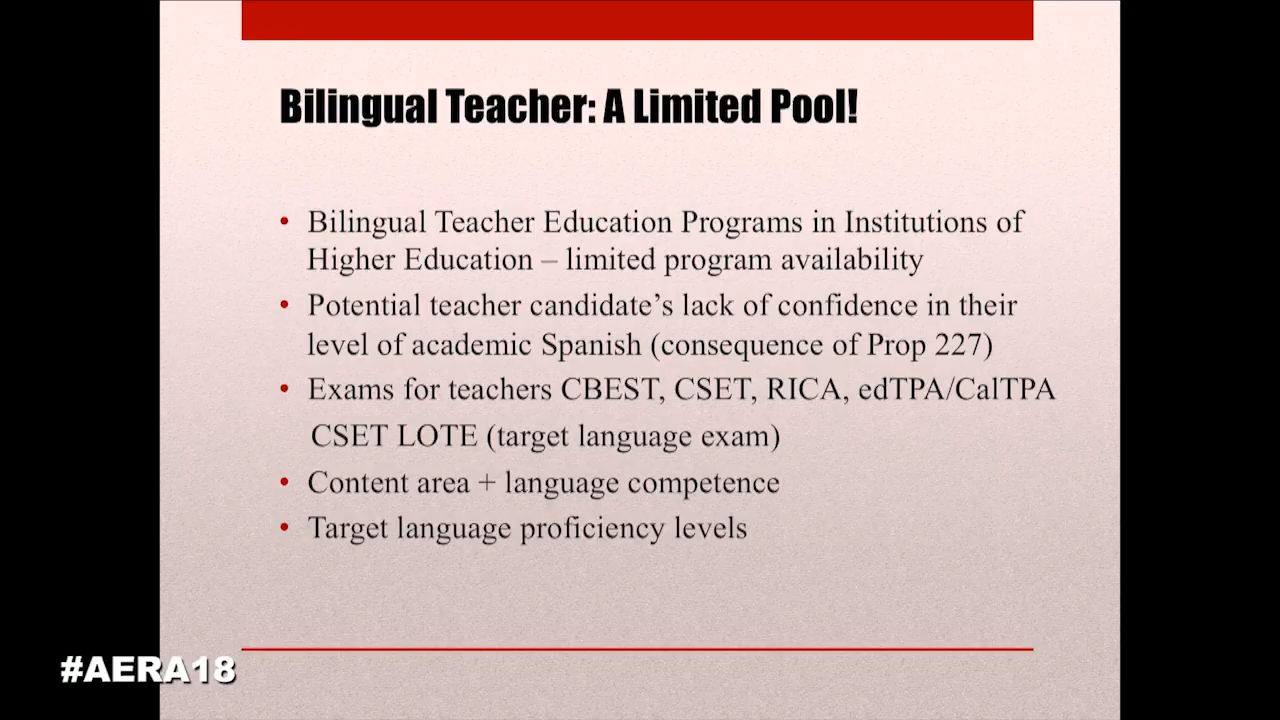 Bilingual Teacher: A Limited Pool!
• Bilingual Teacher Education Programs in Institutions of
Higher Education – limited program availability
• Potential teacher candidate’s lack of confidence in their
level of academic Spanish (consequence of Prop 227)
• Exams for teachers CBEST, CSET, RICA, edTPA/CalTPA
CSET LOTE (target language exam)
• Content area + language competence
• Target language proficiency levels
#AERA18